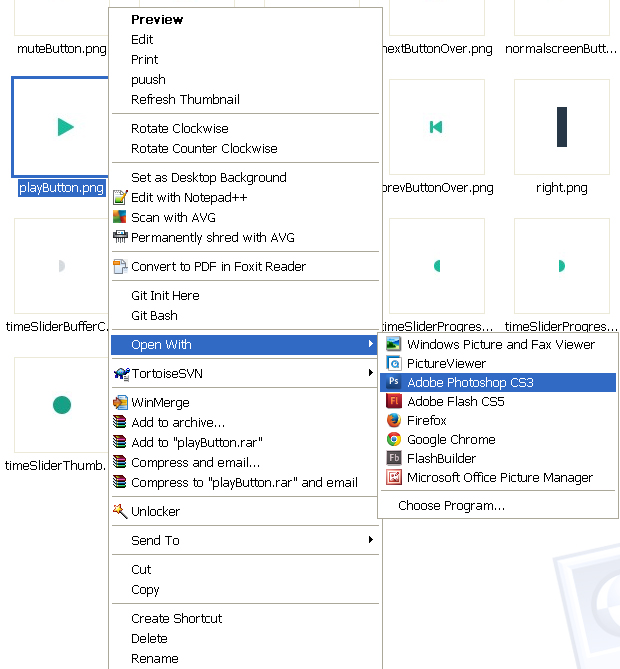 muteButton.png
nextButtonOver.png
normalscreenButt...
playButton.png
prevButtonOver.png
right.png
timeSliderBufferC.
timeSliderProgres...
timeSliderProgres...
timeSliderThumb.
Preview
Edit
Print
puush
Refresh Thumbnail
Rotate Clockwise
Rotate Counter Clockwise
Set as Desktop Background
Edit with Notepad++
Scan with AVG
Permanently shred with AVG
Convert to PDF in Foxit Reader
Git Init Here
Git Bash
Open With
TortoiseSVN
WinMerge
Add to archive...
Add to "playButton.rar"
Compress and email...
Compress to "playButton.rar" and email
Unlocker
Send To
Cut
Copy
Create Shortcut
Delete
Rename
Windows Picture and Fax Viewer
PictureViewer
Ps Adobe Photoshop CS3
Fl Adobe Flash CS5
Firefox
Google Chrome
Fb FlashBuilder
Microsoft Office Picture Manager
Choose Program...